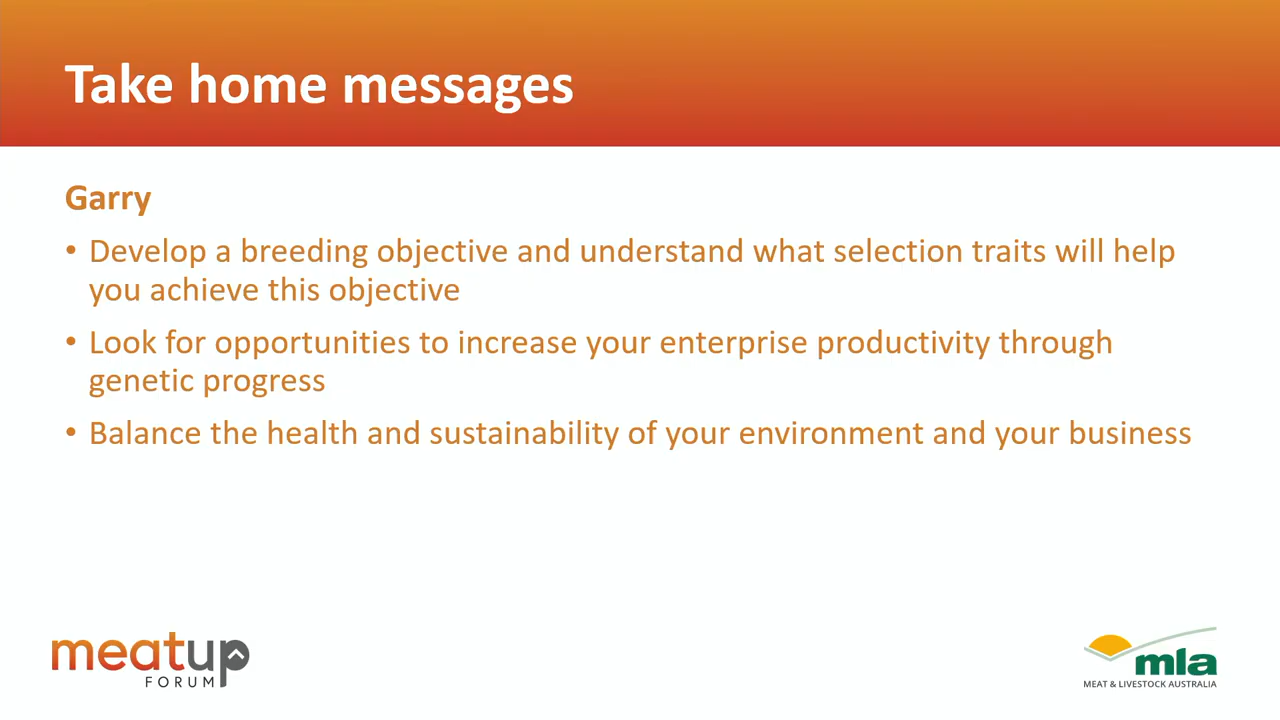 Take home messages
Garry
• Develop a breeding objective and understand what selection traits will help
you achieve this objective
• Look for opportunities to increase your enterprise productivity through
genetic progress
• Balance the health and sustainability of your environment and your business
meatup
FORUM
mla
MEAT & LIVESTOCK AUSTRALIA